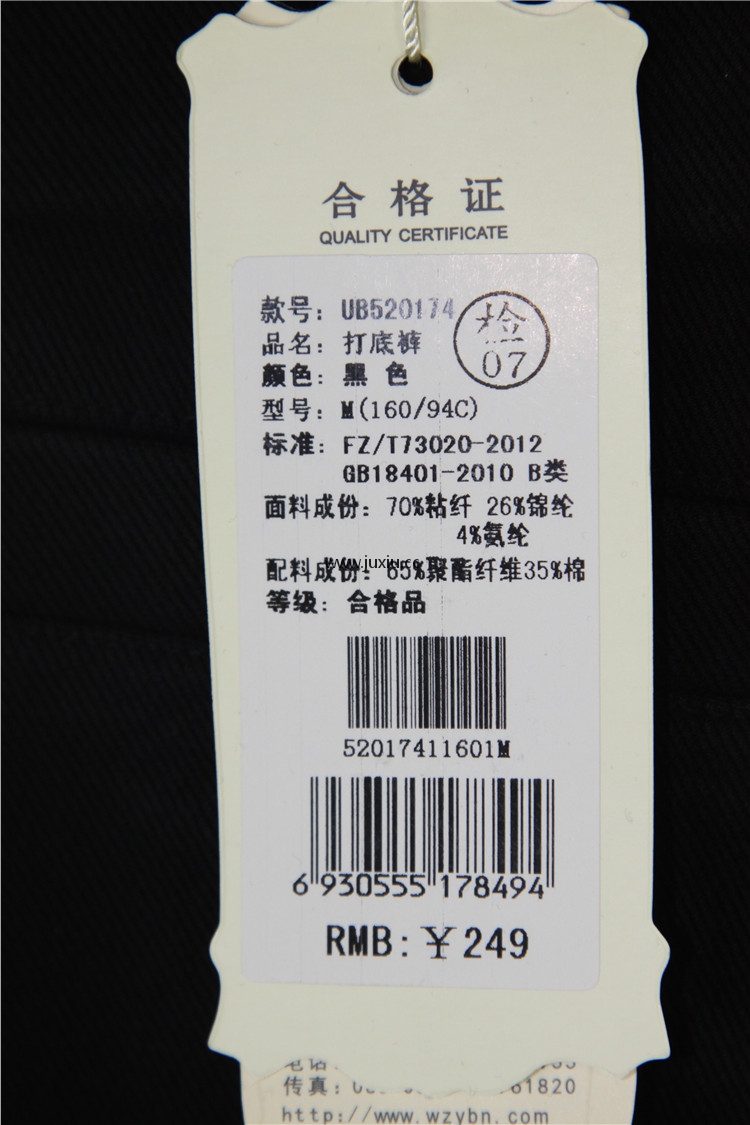 合格证
QUALITY CERTIFICATE
款号: UB520174
检
07
品名: 打底裤
颜色: 黑 色
型号: M(160/94C)
标准: FZ/T73020-2012
GB18401-2010 B类
面料成份: 70%粘纤 26%锦纶
4%氨纶
www.juxiu.cc
配料成份: 65%聚酯纤维35%棉
等级: 合格品
52017411601M
6 930555 178494
RMB:￥249
电话
传真: 61820
http://www.wzybn.com